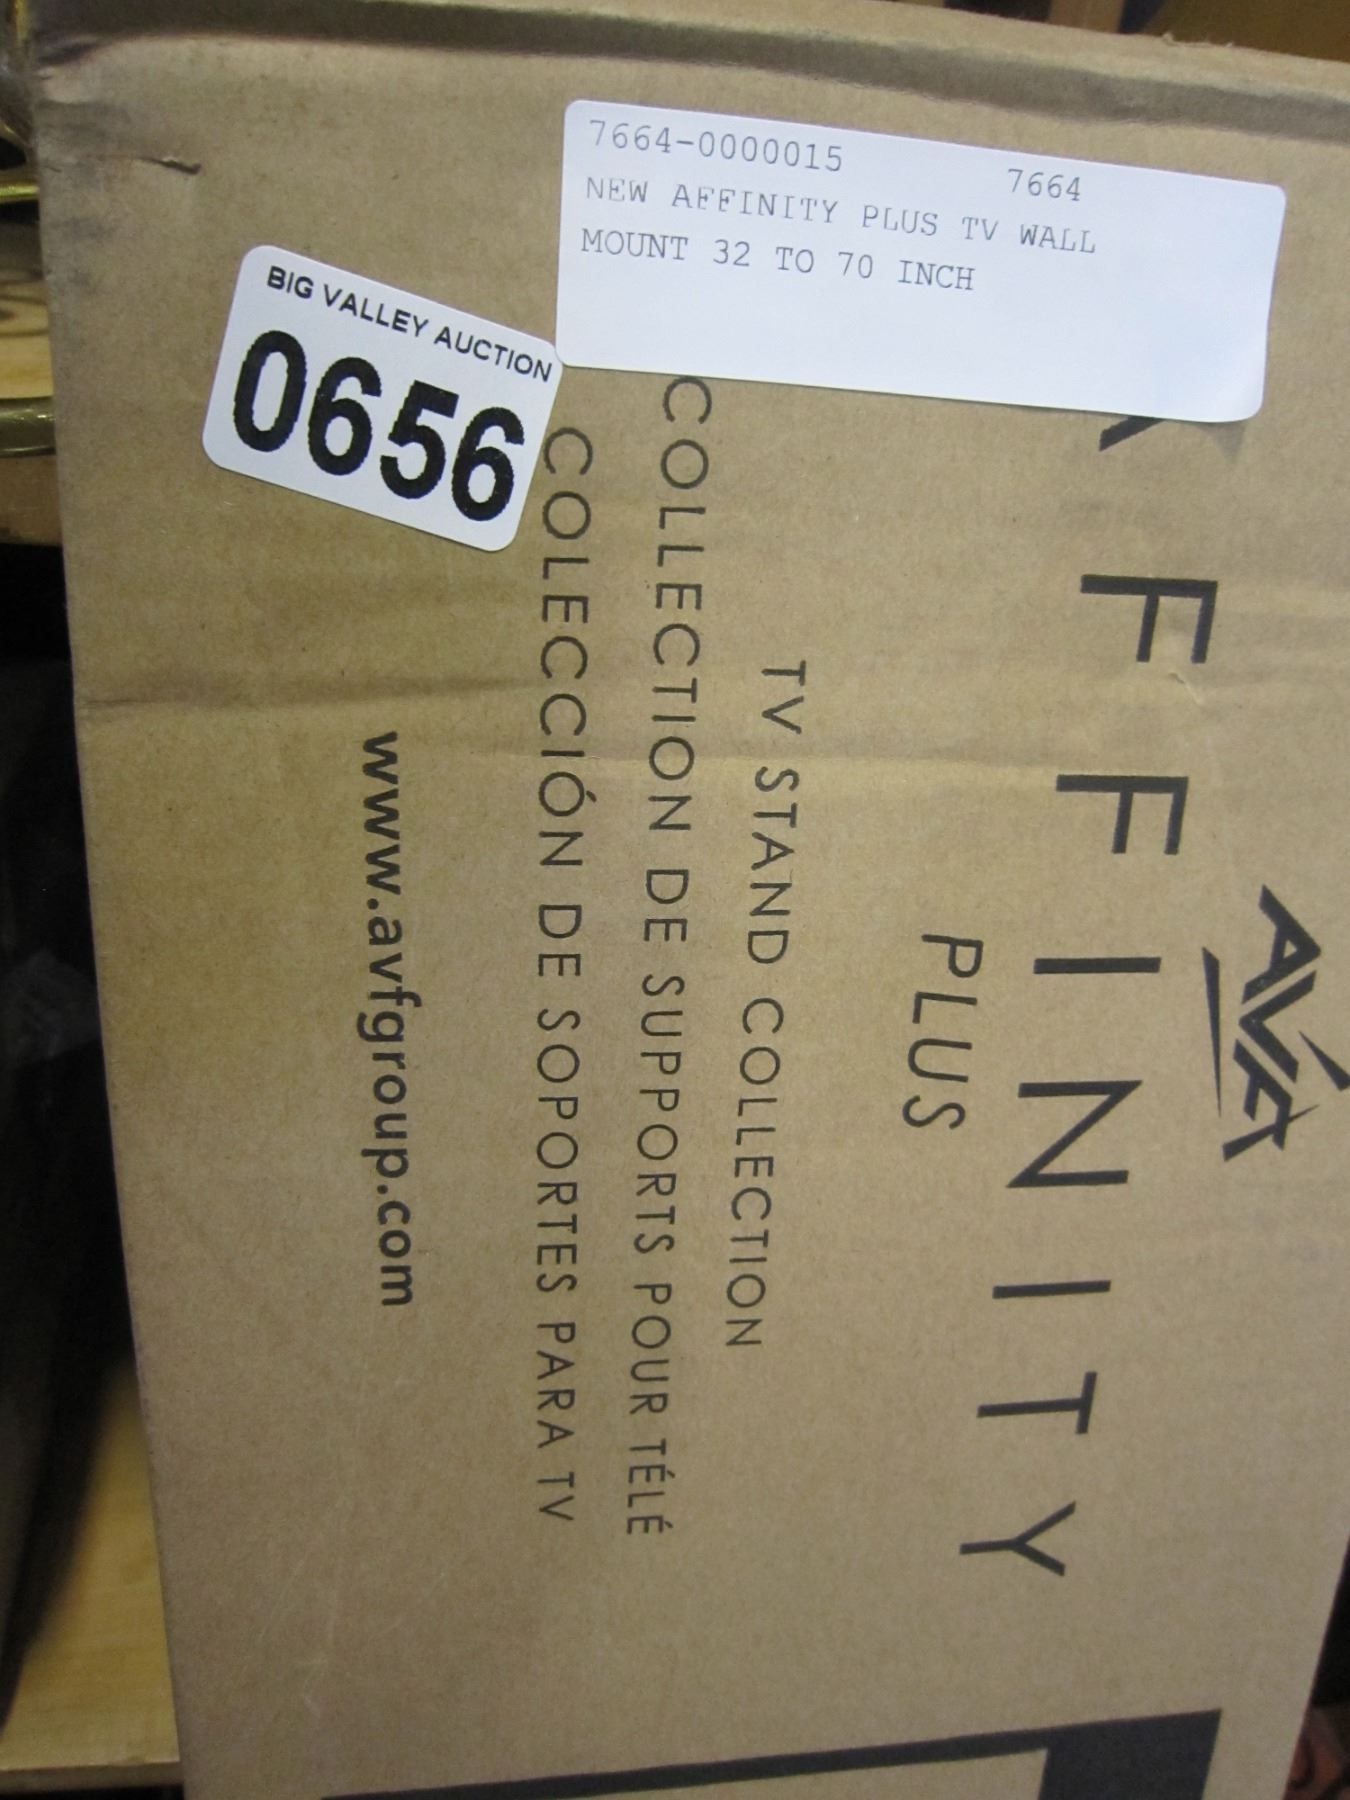 7664-0000015 7664
NEW AFFINITY PLUS TV WALL
MOUNT 32 TO 70 INCH
BIG VALLEY AUCTION
0656
AVF
AFFINITY
PLUS
TV STAND COLLECTION
COLLECTION DE SUPPORTS POUR TÉLÉ
COLECCIÓN DE SOPORTES PARA TV
www.avfgroup.com